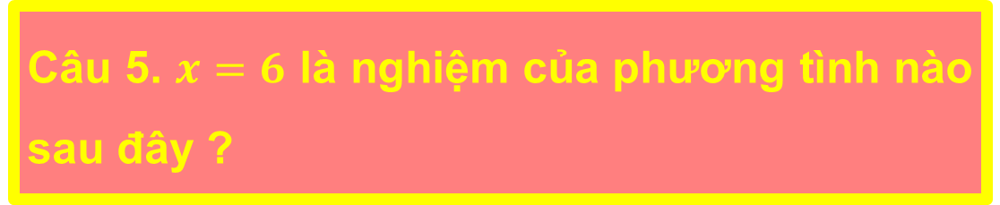 Câu 5. x = 6 là nghiệm của phương tình nào
sau đây ?